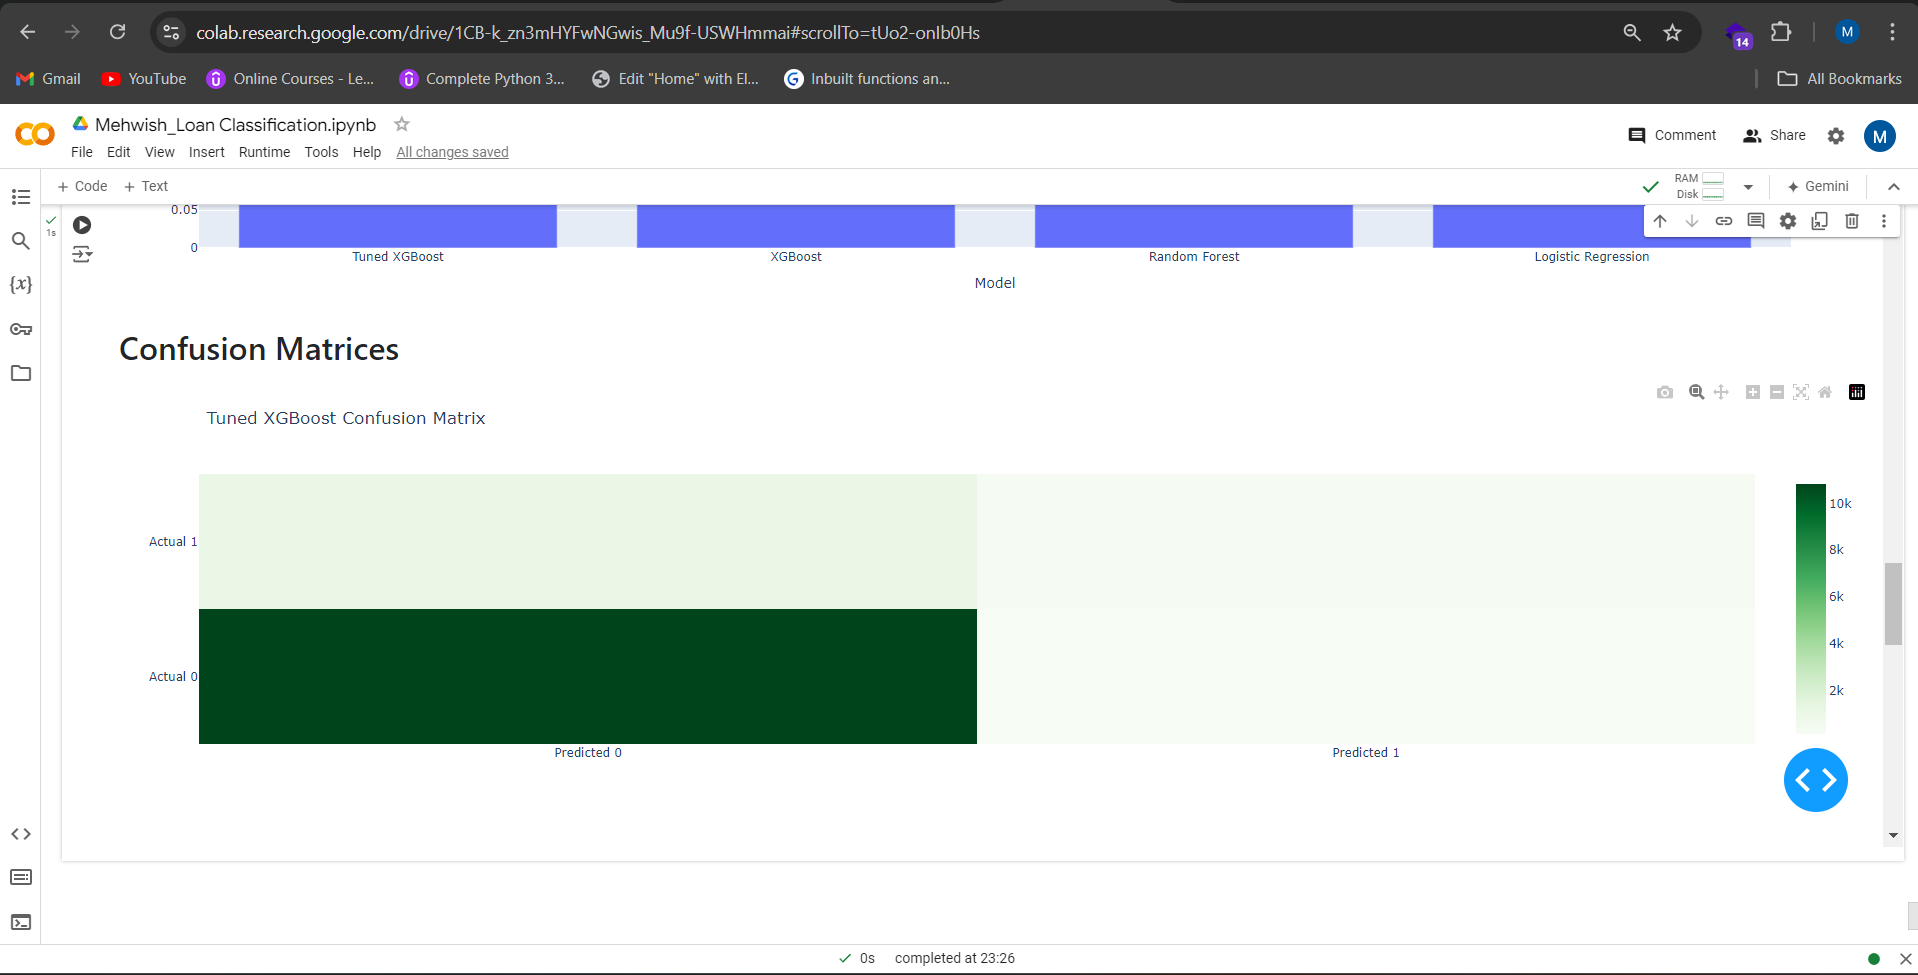 colab.research.google.com/drive/1CB-k_zn3mHYFwNGwis_Mu9f-USWHmmai#scrollTo=tUo2-onIb0Hs
14
M
Gmail
YouTube
Online Courses - Le...
Complete Python 3...
Edit "Home" with El...
Inbuilt functions an...
All Bookmarks
Mehwish_Loan Classification.ipynb
File Edit View Insert Runtime Tools Help All changes saved
Comment
Share
M
+ Code + Text
RAM
Disk
Gemini
1s
{x}
0.05
0
Tuned XGBoost
XGBoost
Random Forest
Logistic Regression
Model
Confusion Matrices
Tuned XGBoost Confusion Matrix
Actual 1
Actual 0
Predicted 0
Predicted 1
10k
8k
6k
4k
2k
0s completed at 23:26